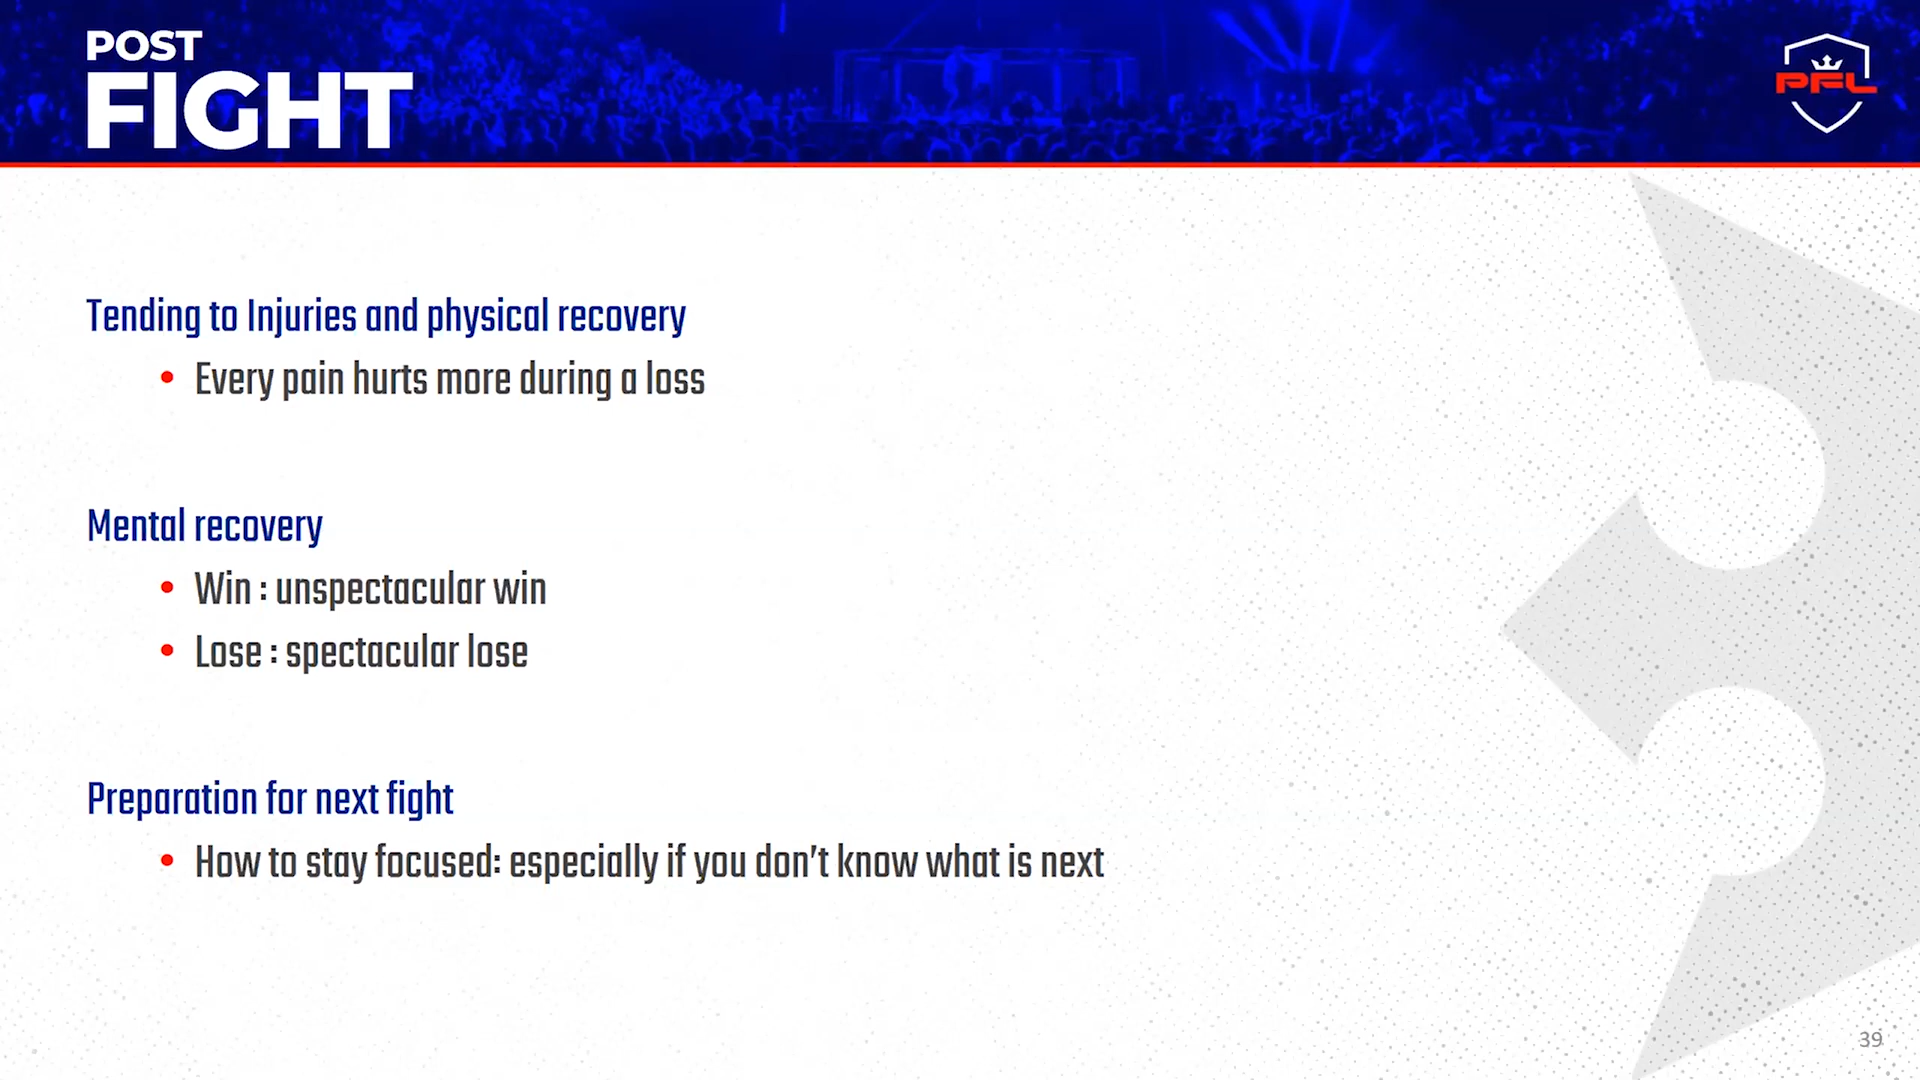 POST
FIGHT
PFL
Tending to Injuries and physical recovery
• Every pain hurts more during a loss
Mental recovery
• Win : unspectacular win
• Lose : spectacular lose
Preparation for next fight
• How to stay focused: especially if you don’t know what is next
39